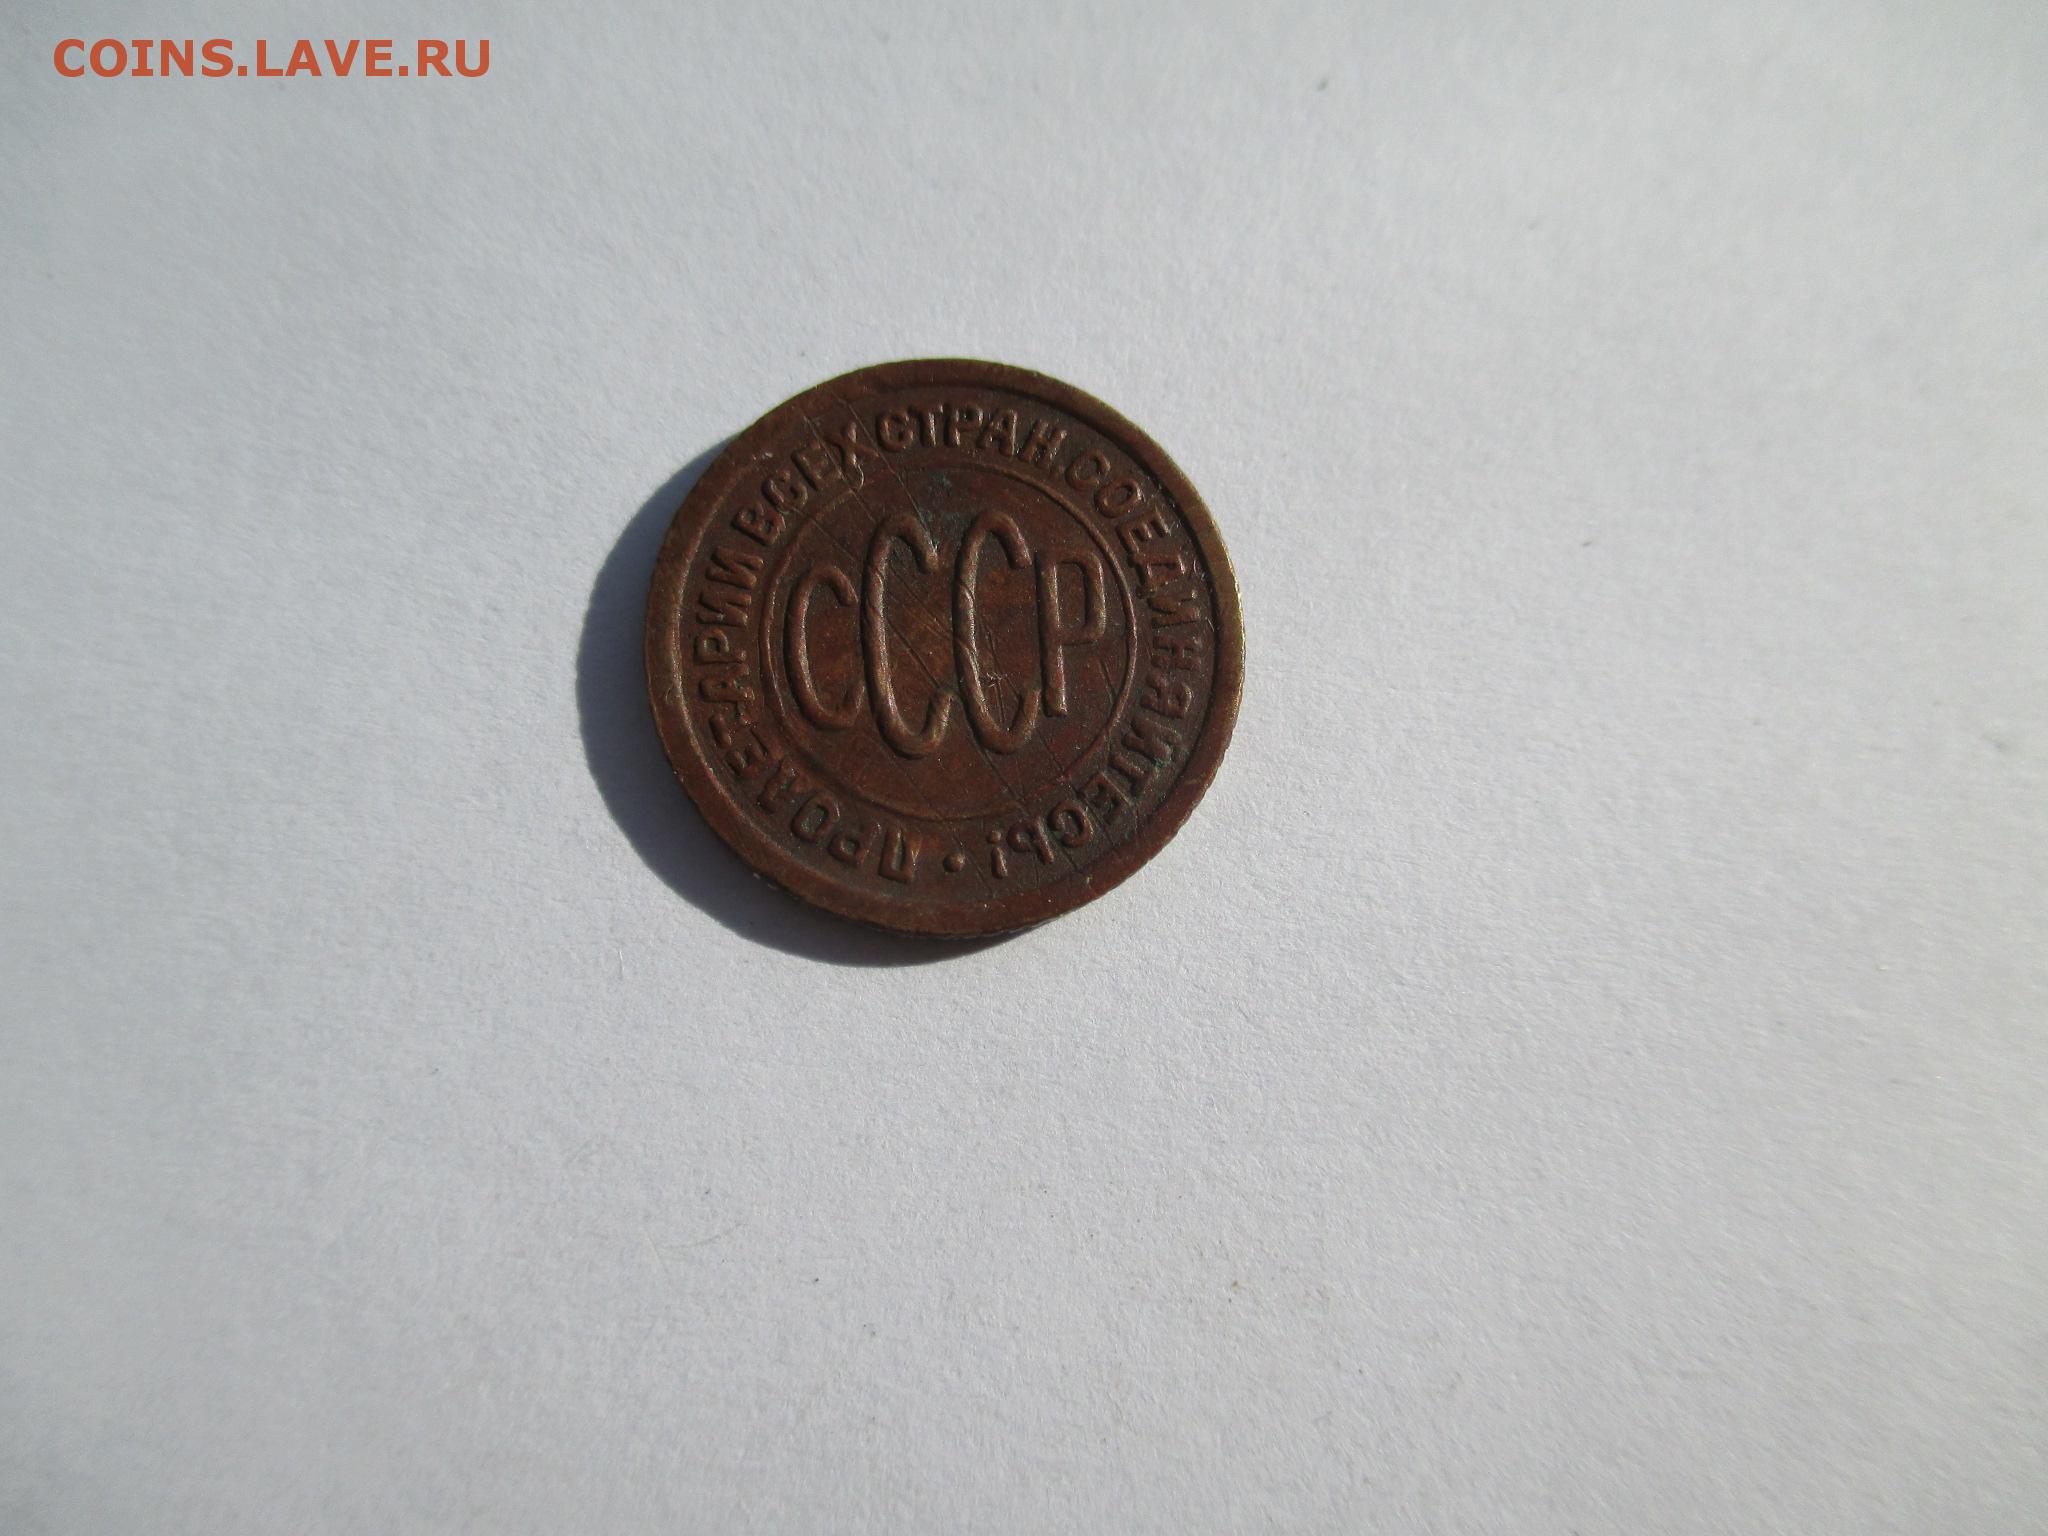 COINS.LAVE.RU
ПРОЛЕТАРИИ ВСЕХ СТРАН, СОЕДИНЯЙТЕСЬ! •
СССР